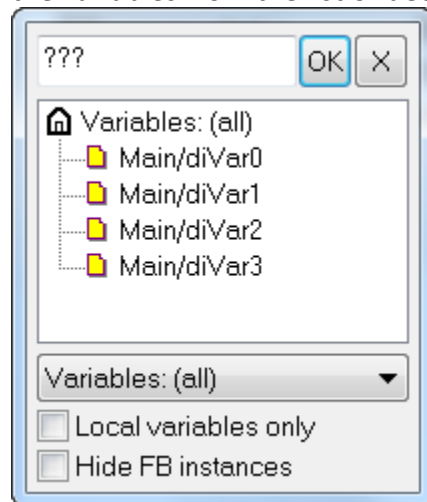 ??? OK X
Variables: (all)
Main/diVar0
Main/diVar1
Main/diVar2
Main/diVar3
Variables: (all)
Local variables only
Hide FB instances